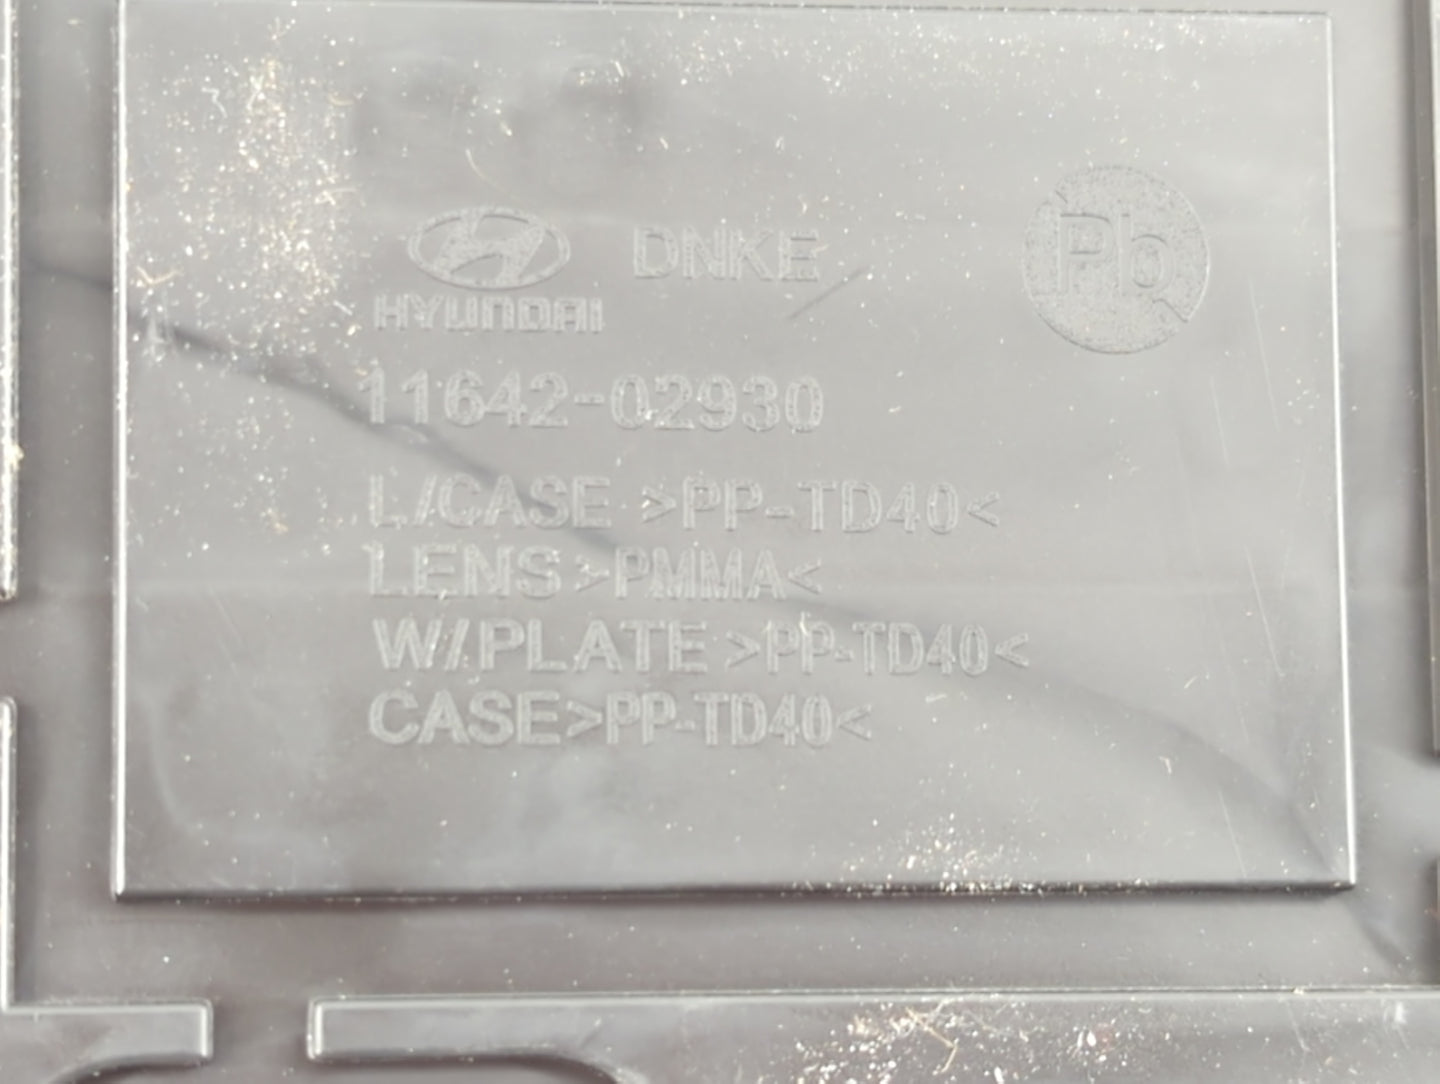 DNKE
HYUNDAI
Pb
11642-02930
L/CASE >PP-TD40<
LENS>PMMA<
W/PLATE >PP-TD40<
CASE>PP-TD40<